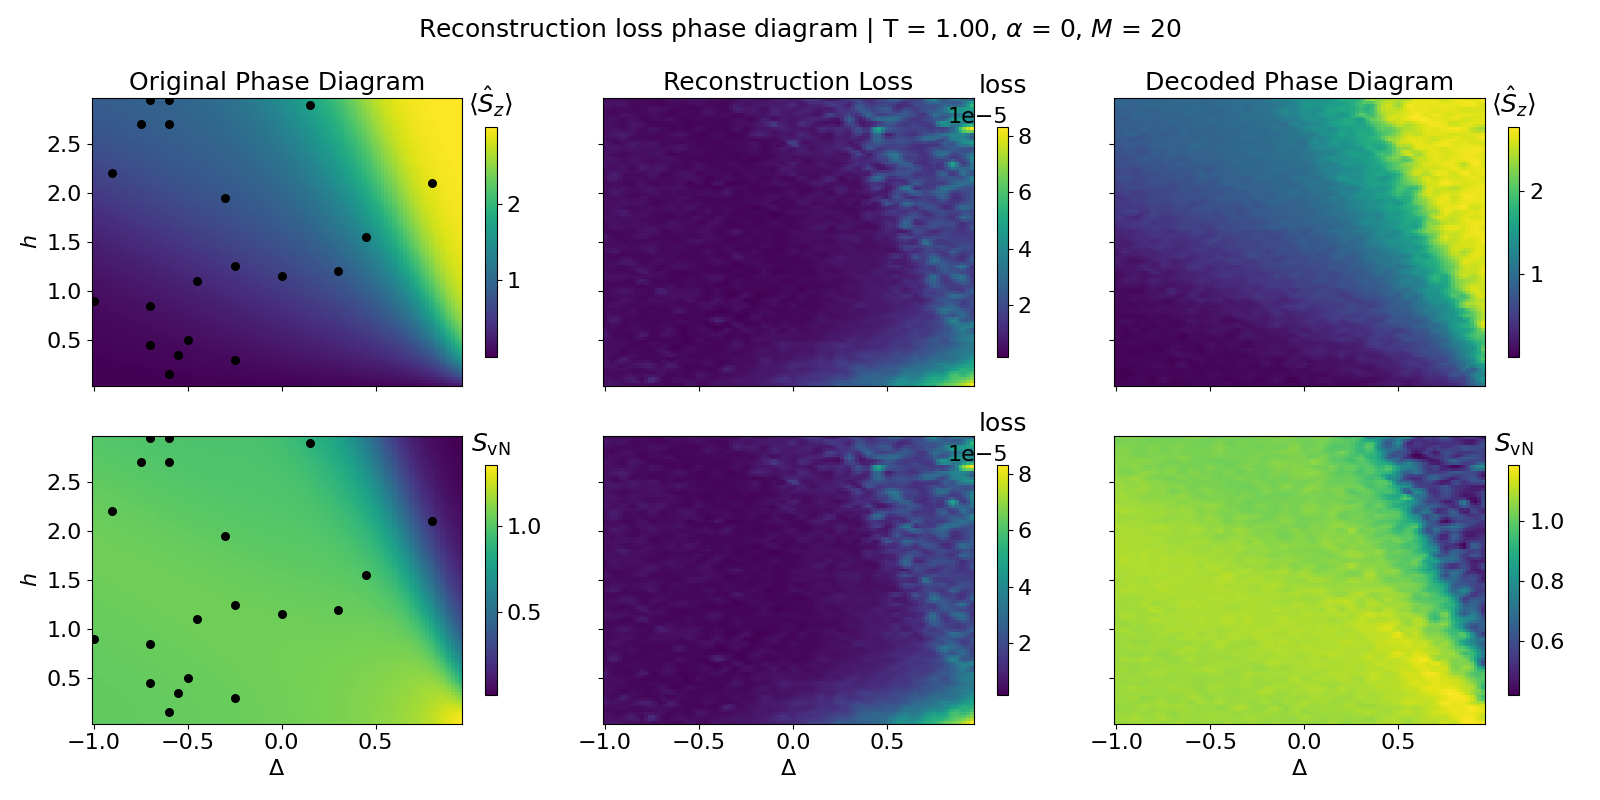 Reconstruction loss phase diagram | T = 1.00, α = 0, M = 20
Original Phase Diagram
⟨Ŝz⟩
Reconstruction Loss
loss
1e−5
Decoded Phase Diagram
⟨Ŝz⟩
h
2.5
2.0
1.5
1.0
0.5
2
1
8
6
4
2
2
1
SvN
loss
1e−5
SvN
h
2.5
2.0
1.5
1.0
0.5
1.0
0.5
8
6
4
2
1.0
0.8
0.6
−1.0 −0.5 0.0 0.5
−1.0 −0.5 0.0 0.5
−1.0 −0.5 0.0 0.5
Δ
Δ
Δ